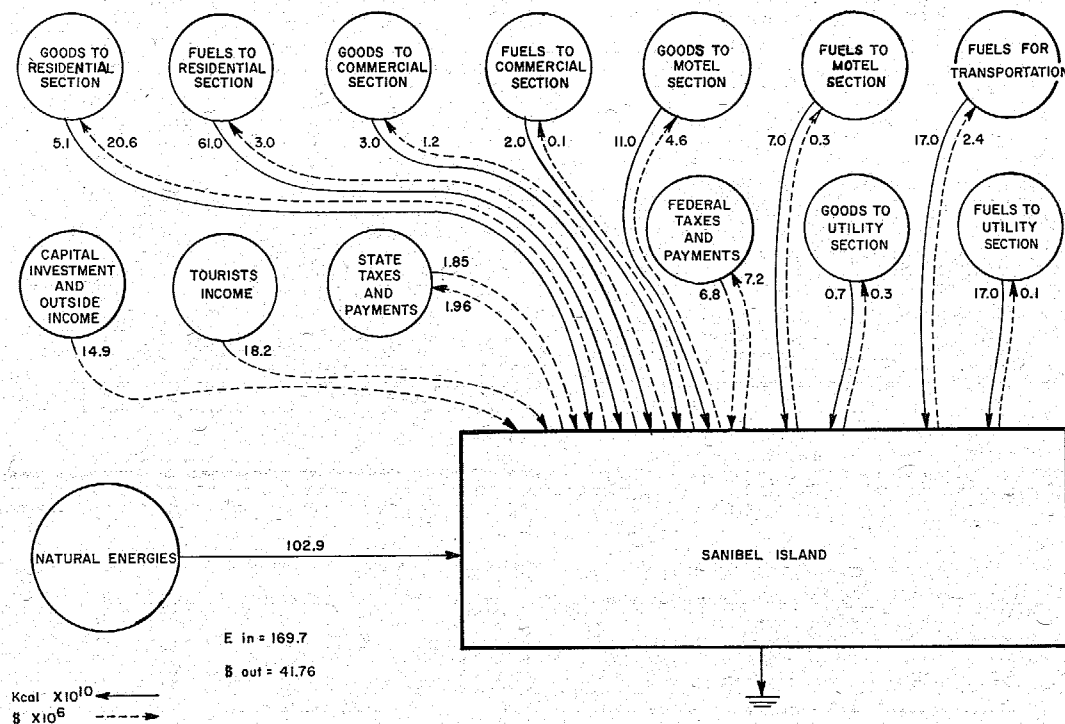 GOODS TO
RESIDENTIAL
SECTION
FUELS TO
RESIDENTIAL
SECTION
GOODS TO
COMMERCIAL
SECTION
FUELS TO
COMMERCIAL
SECTION
GOODS TO
MOTEL
SECTION
FUELS TO
MOTEL
SECTION
FUELS FOR
TRANSPORTATION
5.1
20.6
61.0
3.0
3.0
1.2
2.0
0.1
11.0
4.6
7.0
0.3
17.0
2.4
CAPITAL
INVESTMENT
AND
OUTSIDE
INCOME
TOURISTS
INCOME
STATE
TAXES
AND
PAYMENTS
FEDERAL
TAXES
AND
PAYMENTS
GOODS TO
UTILITY
SECTION
FUELS TO
UTILITY
SECTION
14.9
18.2
1.85
1.96
6.8
7.2
0.7
0.3
17.0
0.1
NATURAL ENERGIES
102.9
SANIBEL ISLAND
E in = 169.7
$ out = 41.76
Kcal X10^10
$ X10^6